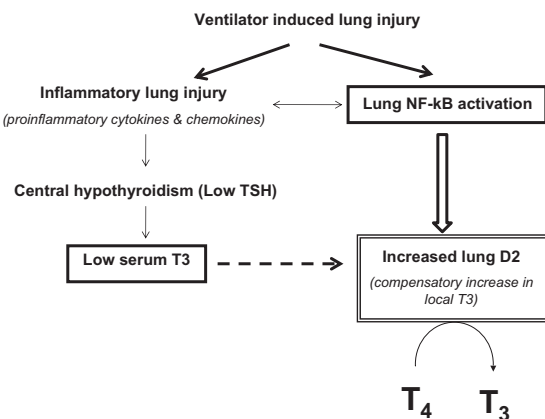 Ventilator induced lung injury
Inflammatory lung injury
(proinflammatory cytokines & chemokines)
Lung NF-kB activation
Central hypothyroidism (Low TSH)
Low serum T3
Increased lung D2
(compensatory increase in
local T3)
T₄ T₃